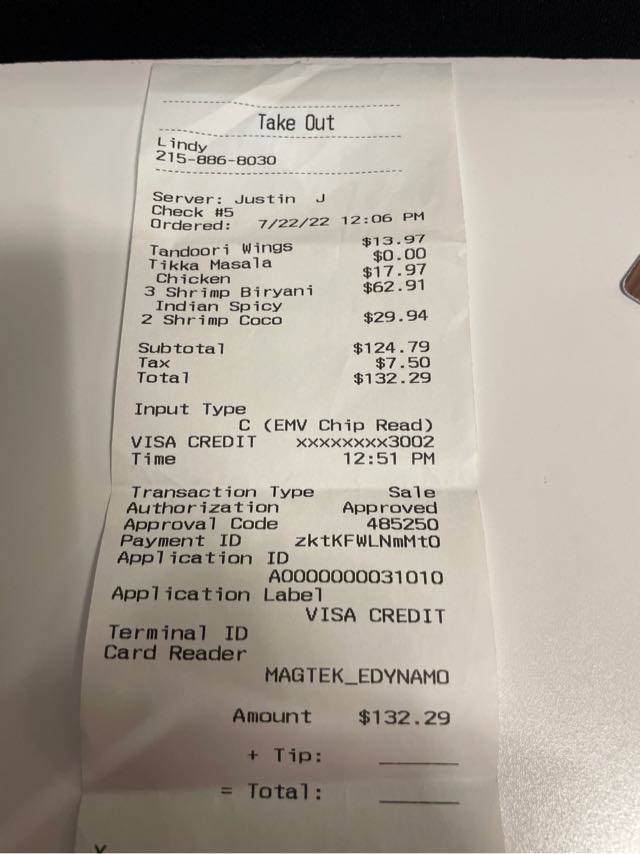 Take Out
Lindy
215-886-8030
Server: Justin J
Check #5
Ordered: 7/22/22 12:06 PM
Tandoori Wings $13.97
Tikka Masala $0.00
Chicken $17.97
3 Shrimp Biryani $62.91
Indian Spicy
2 Shrimp Coco $29.94
Subtotal $124.79
Tax $7.50
Total $132.29
Input Type
C (EMV Chip Read)
VISA CREDIT xxxxxxxx3002
Time 12:51 PM
Transaction Type Sale
Authorization Approved
Approval Code 485250
Payment ID zktKFWLNmMtO
Application ID
A0000000031010
Application Label
VISA CREDIT
Terminal ID
Card Reader
MAGTEK_EDYNAMO
Amount $132.29
+ Tip: ______
= Total: ______
X